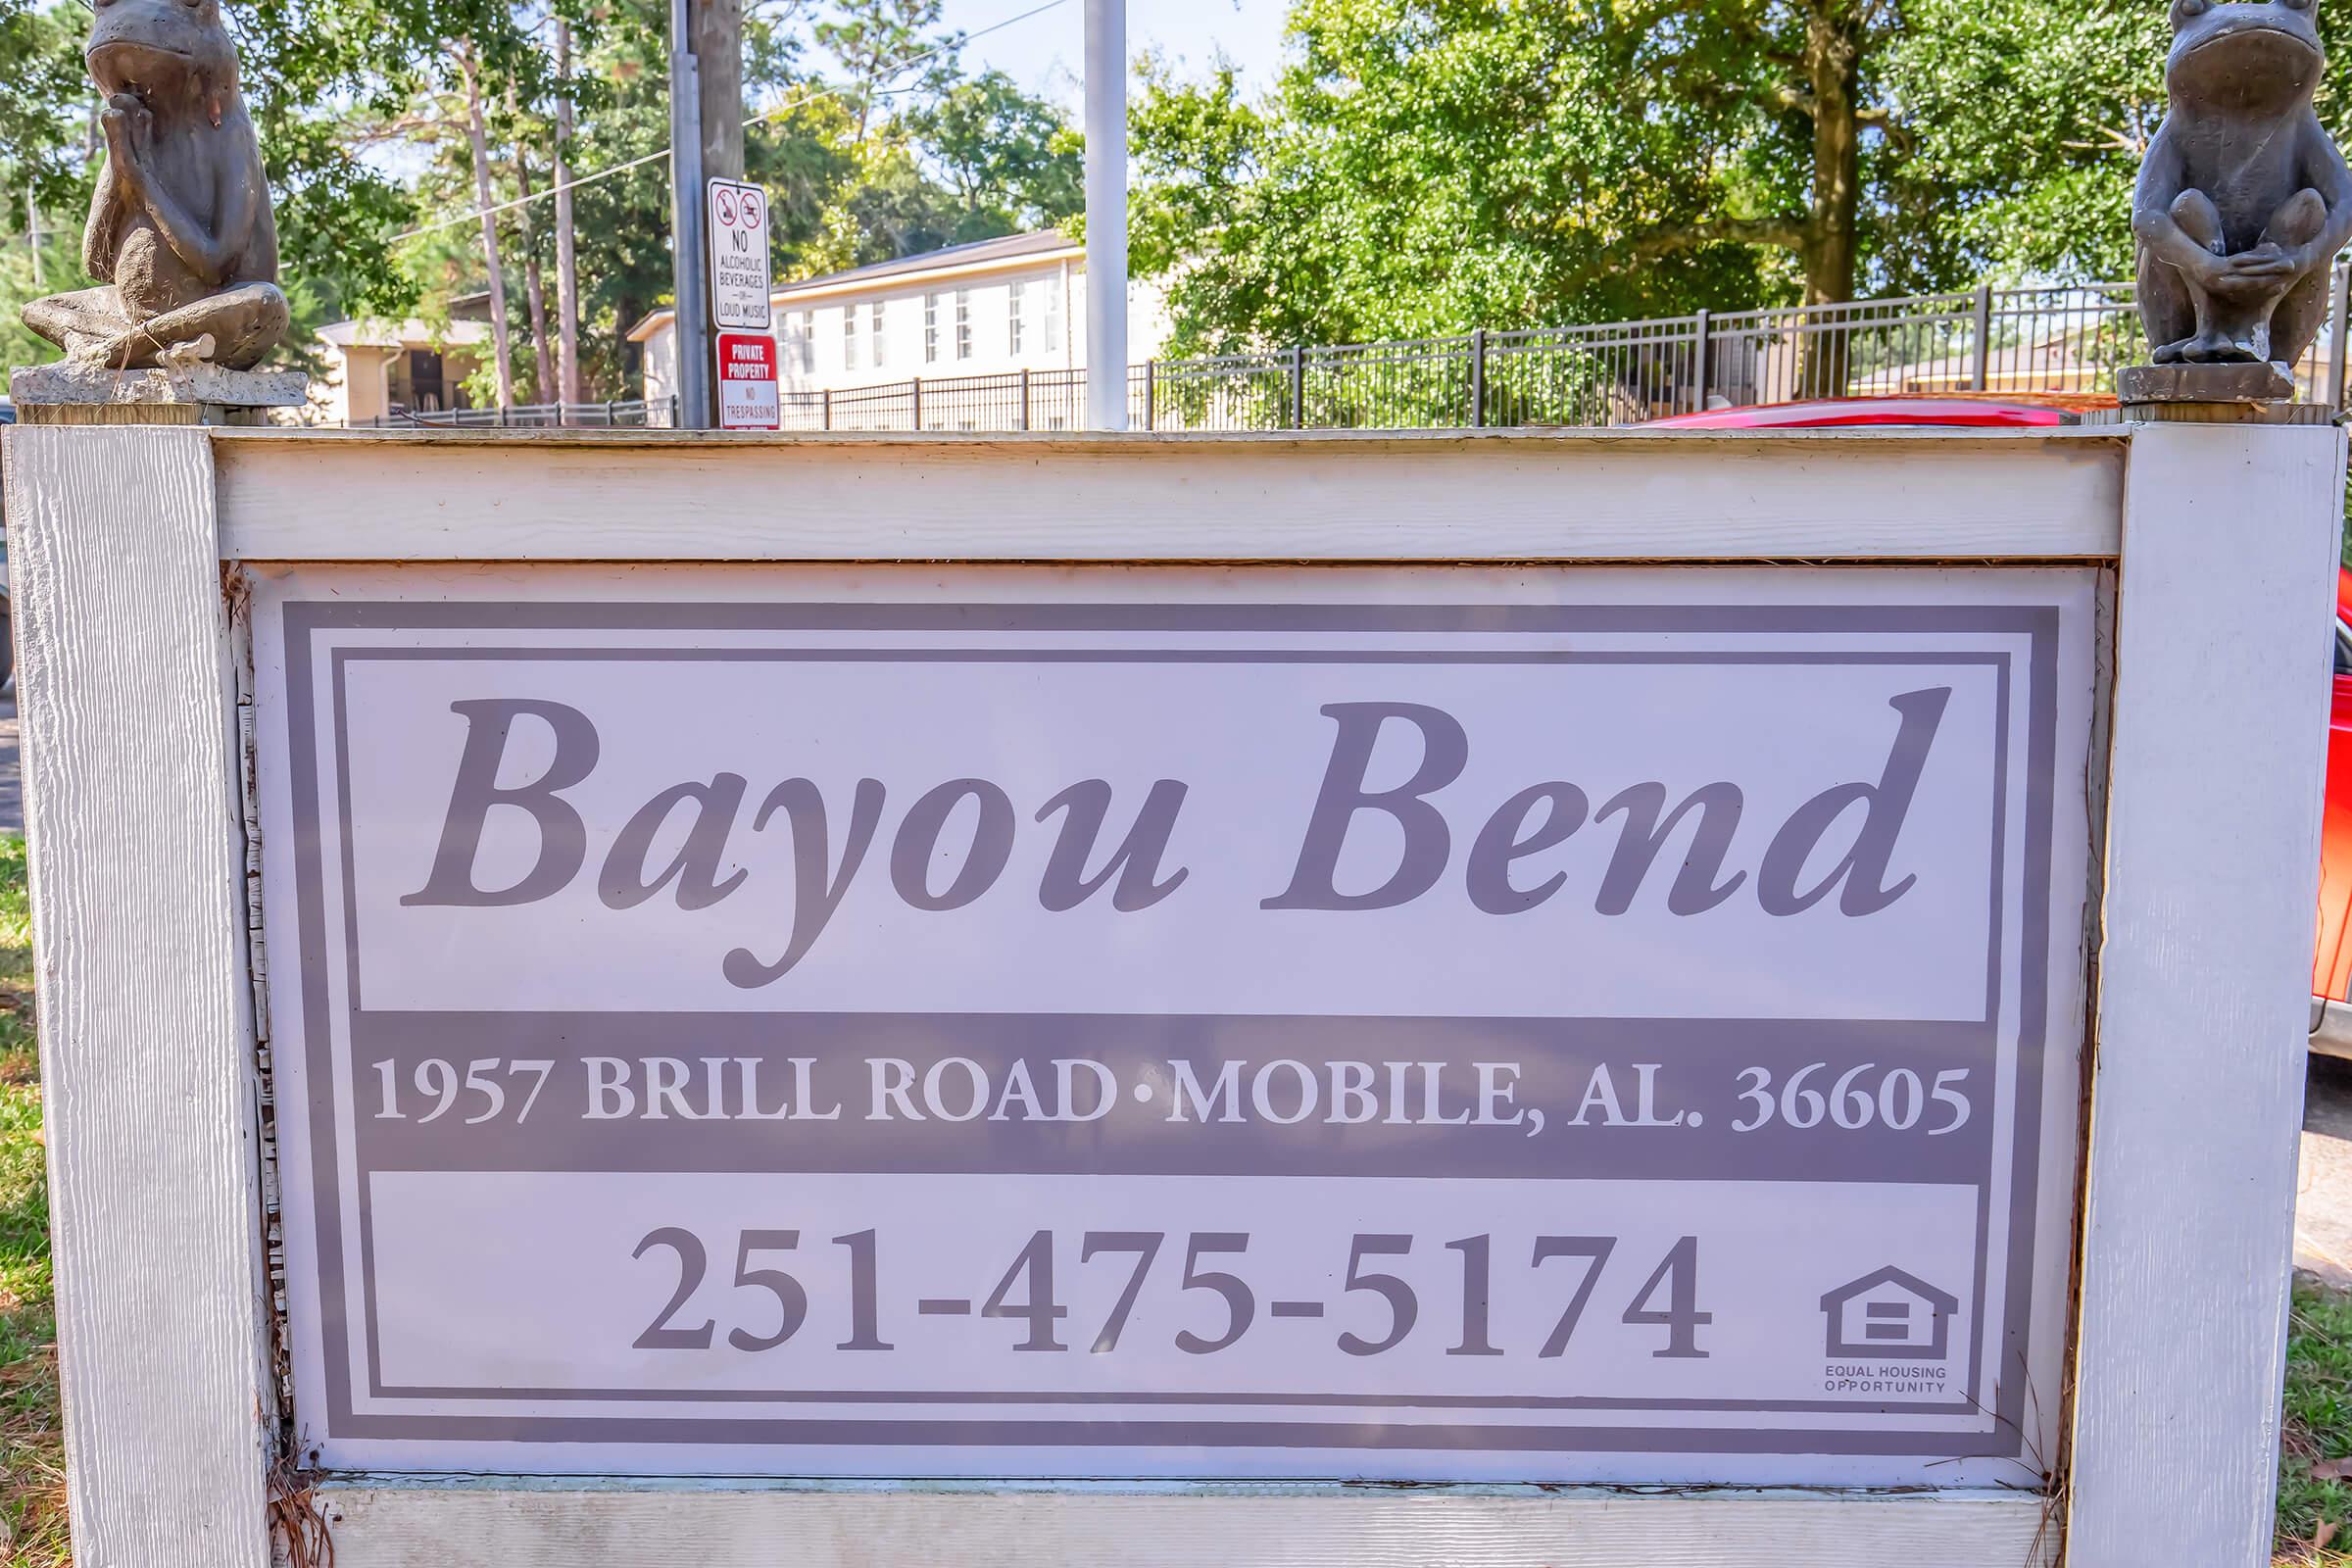 NO
ALCOHOLIC
BEVERAGES
-OR-
LOUD MUSIC
PRIVATE
PROPERTY
NO
TRESPASSING
Bayou Bend
1957 BRILL ROAD·MOBILE, AL. 36605
251-475-5174
EQUAL HOUSING
OPPORTUNITY